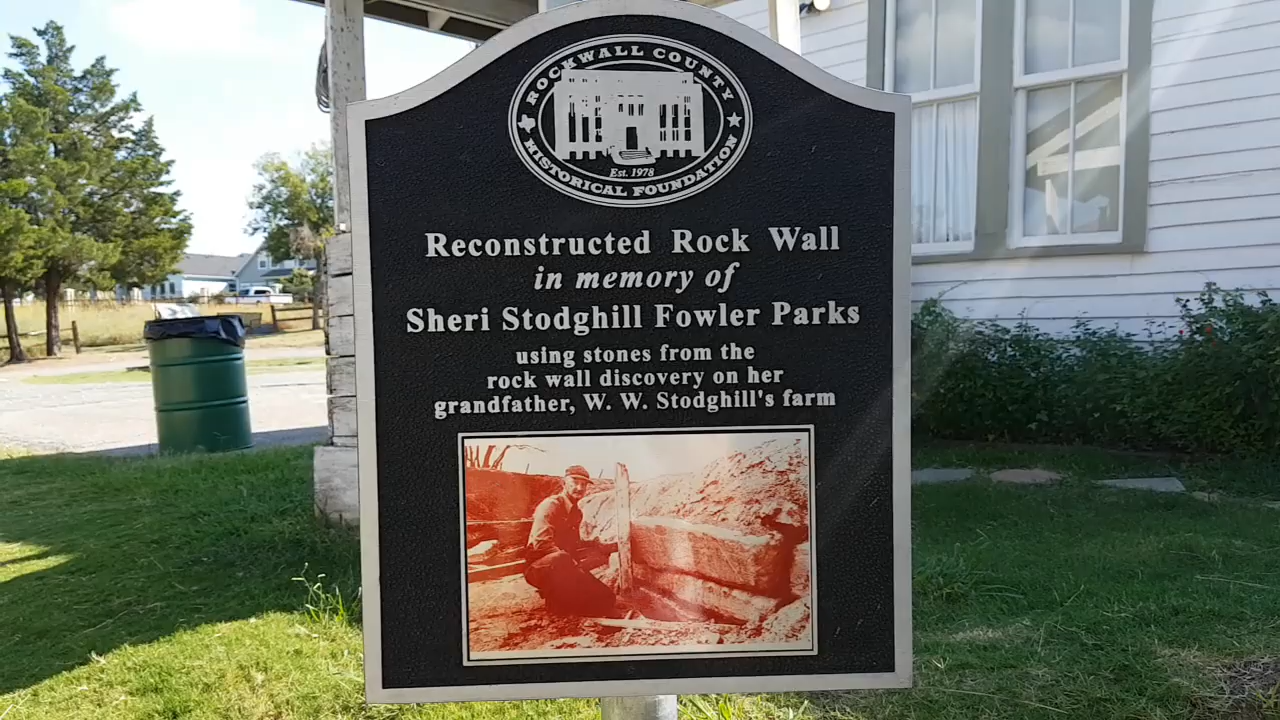 ROCKWALL COUNTY
Est. 1978
HISTORICAL FOUNDATION
Reconstructed Rock Wall
in memory of
Sheri Stodghill Fowler Parks
using stones from the
rock wall discovery on her
grandfather, W. W. Stodghill's farm